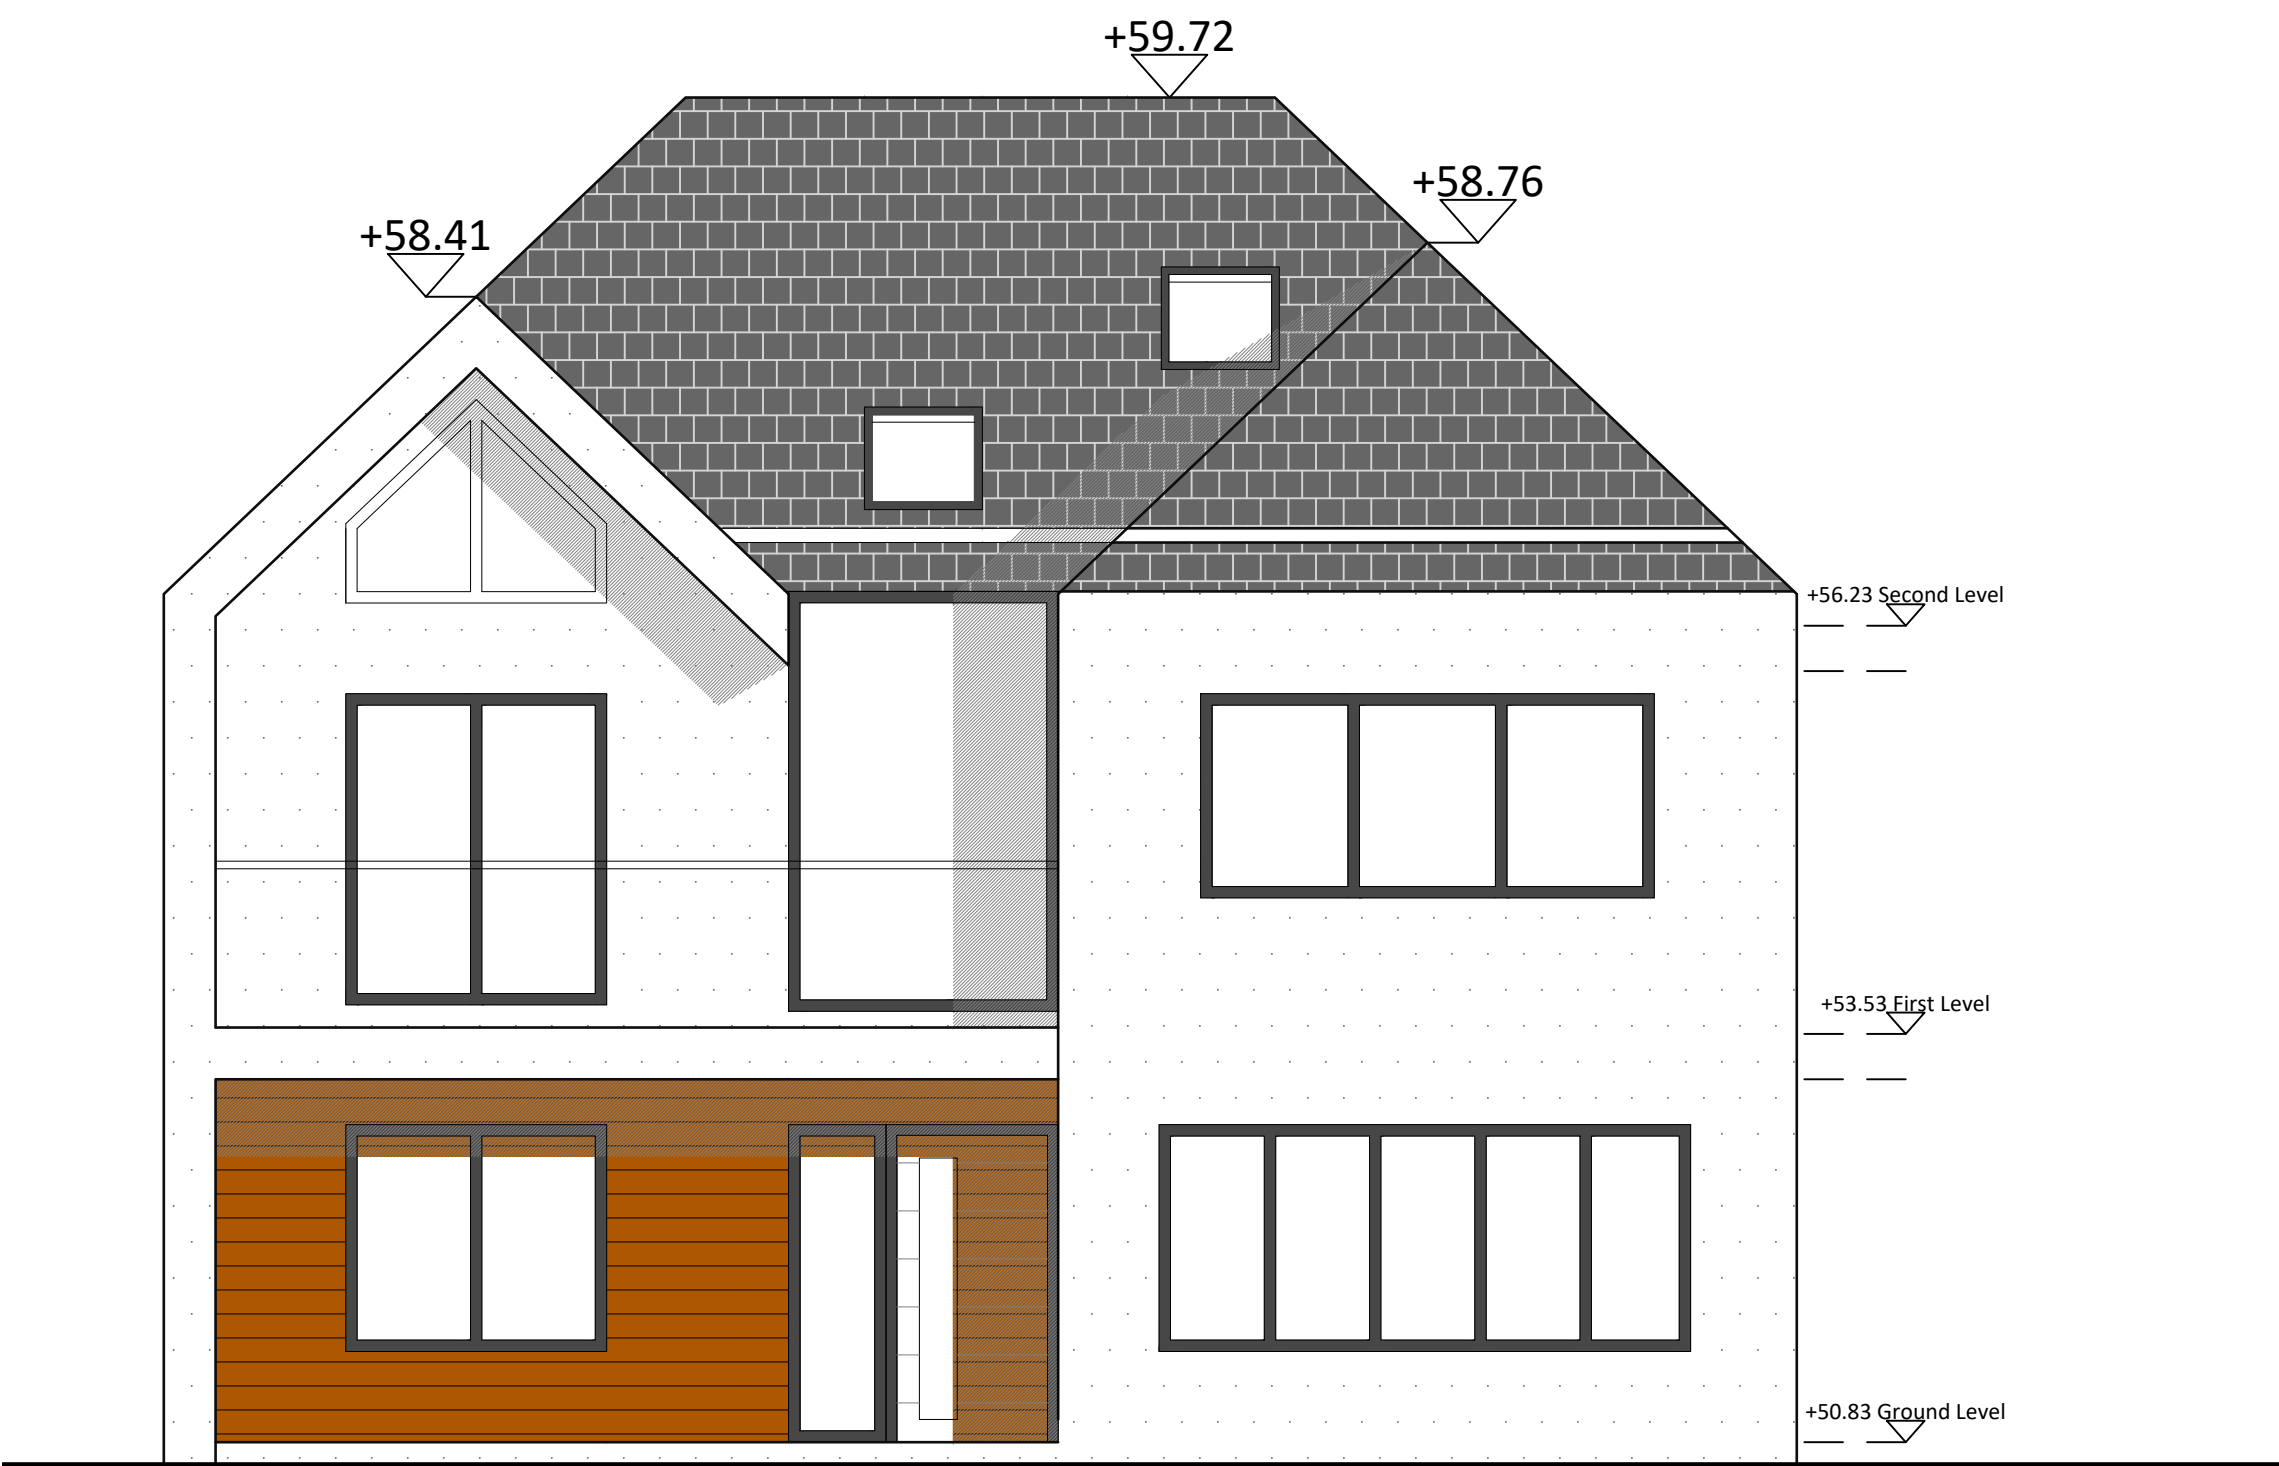 +59.72
+58.76
+58.41
+56.23 Second Level
+53.53 First Level
+50.83 Ground Level